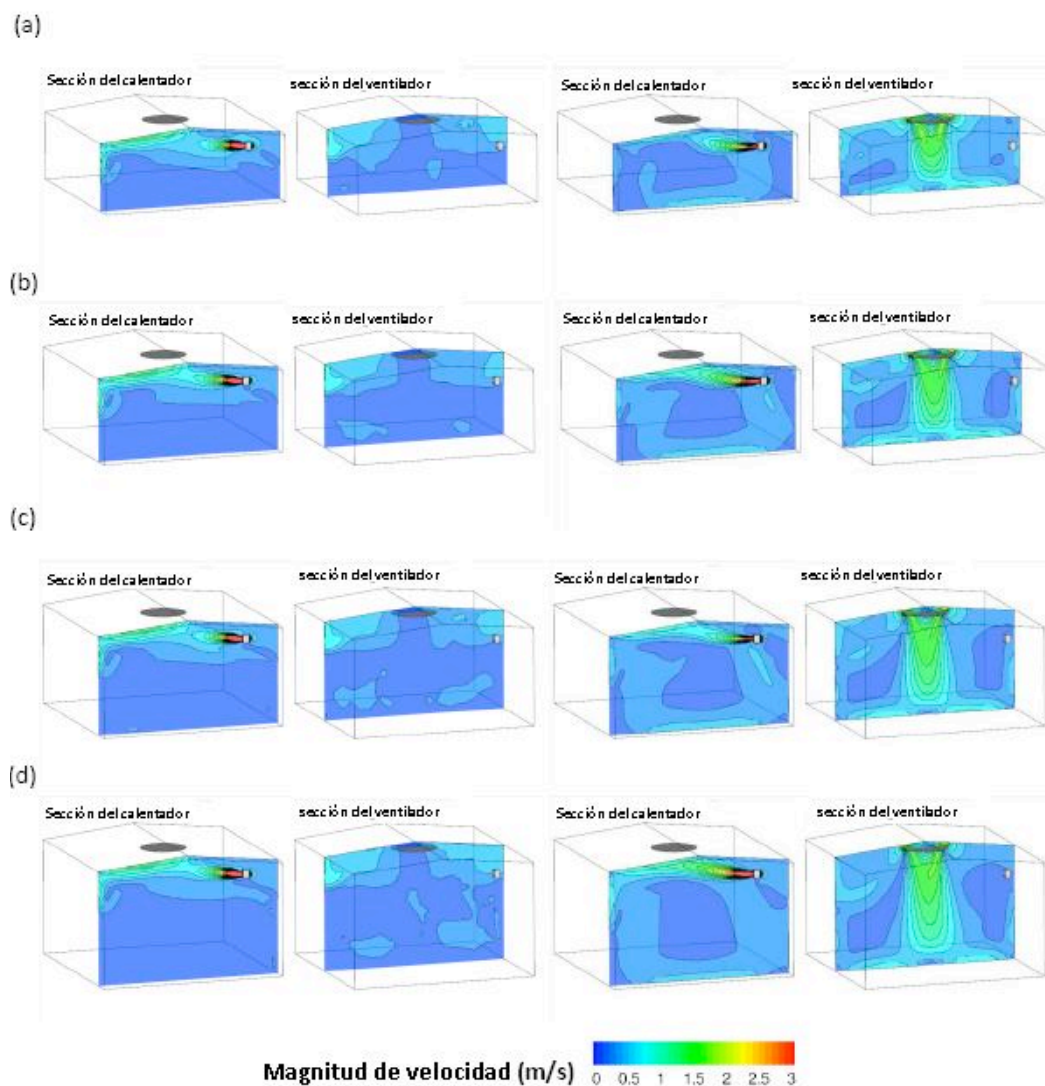 (a)
Sección del calentador sección del ventilador Sección del calentador sección del ventilador
(b)
Sección del calentador sección del ventilador Sección del calentador sección del ventilador
(c)
Sección del calentador sección del ventilador Sección del calentador sección del ventilador
(d)
Sección del calentador sección del ventilador Sección del calentador sección del ventilador
Magnitud de velocidad (m/s) 0 0.5 1 1.5 2 2.5 3